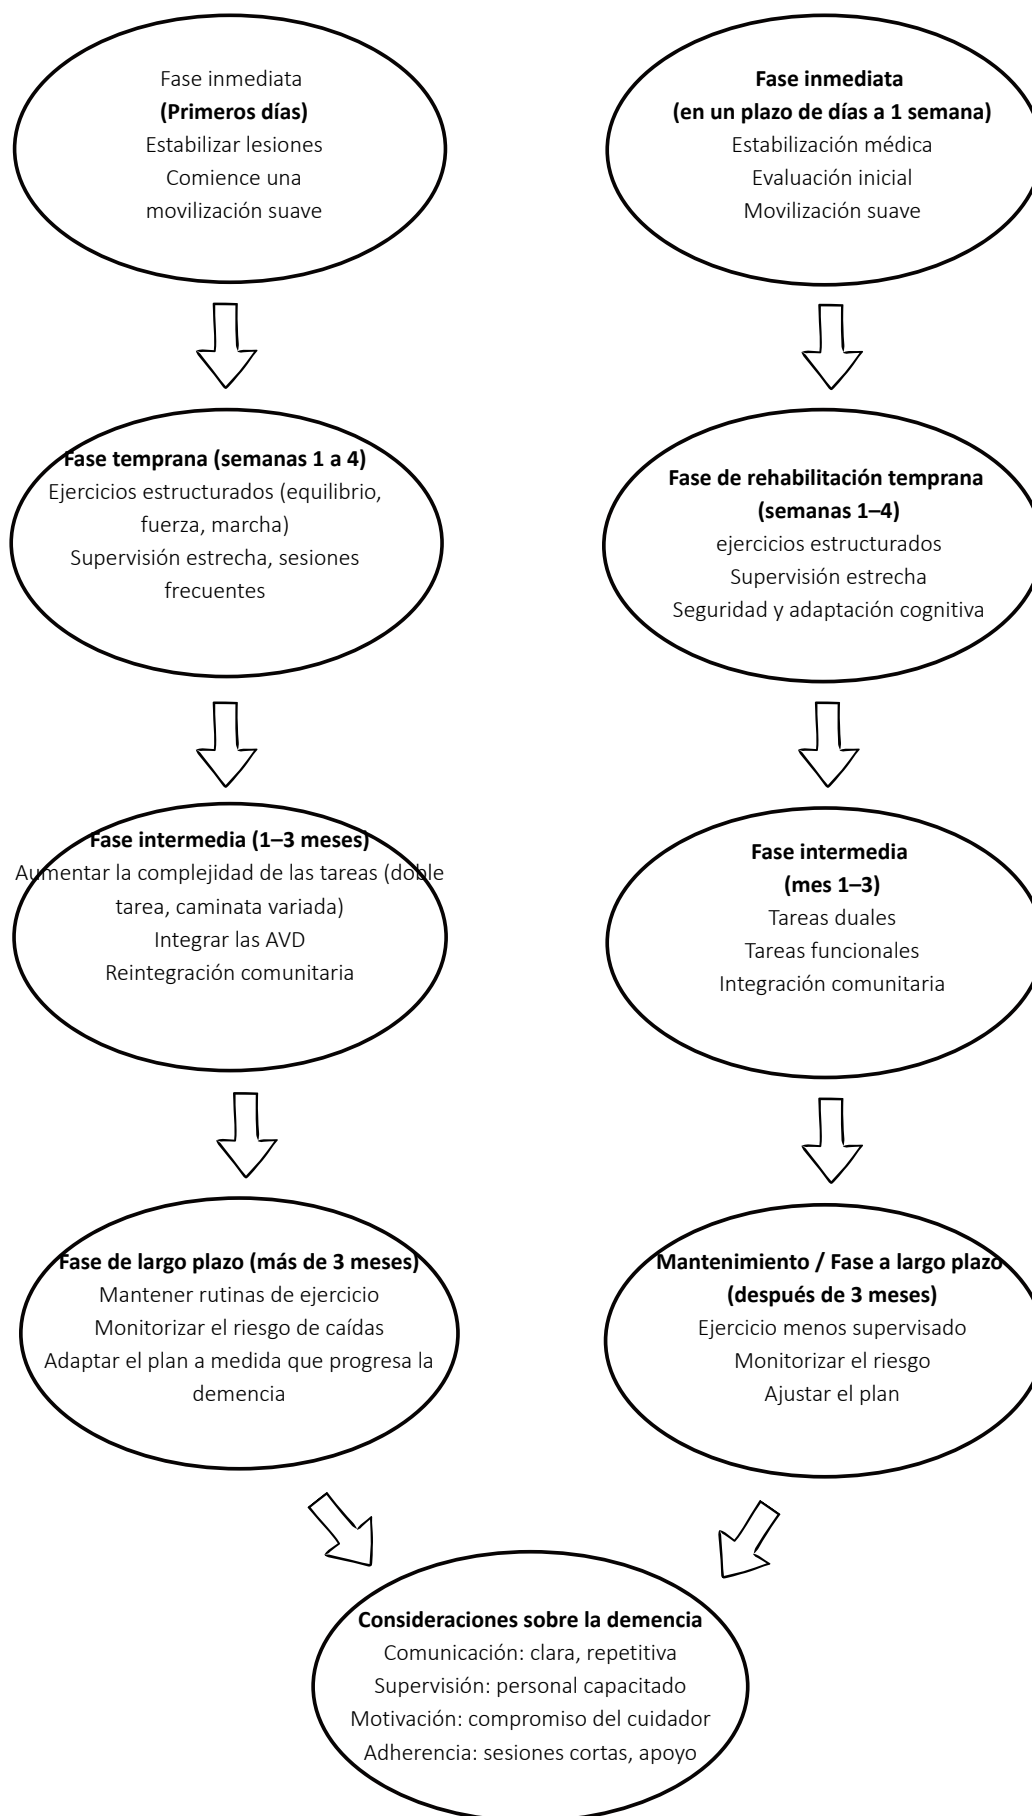 Fase inmediata
(Primeros días)
Estabilizar lesiones
Comience una
movilización suave
Fase temprana (semanas 1 a 4)
Ejercicios estructurados (equilibrio,
fuerza, marcha)
Supervisión estrecha, sesiones
frecuentes
Fase intermedia (1–3 meses)
Aumentar la complejidad de las tareas (doble
tarea, caminata variada)
Integrar las AVD
Reintegración comunitaria
Fase de largo plazo (más de 3 meses)
Mantener rutinas de ejercicio
Monitorizar el riesgo de caídas
Adaptar el plan a medida que progresa la
demencia
Fase inmediata
(en un plazo de días a 1 semana)
Estabilización médica
Evaluación inicial
Movilización suave
Fase de rehabilitación temprana
(semanas 1–4)
ejercicios estructurados
Supervisión estrecha
Seguridad y adaptación cognitiva
Fase intermedia
(mes 1–3)
Tareas duales
Tareas funcionales
Integración comunitaria
Mantenimiento / Fase a largo plazo
(después de 3 meses)
Ejercicio menos supervisado
Monitorizar el riesgo
Ajustar el plan
Consideraciones sobre la demencia
Comunicación: clara, repetitiva
Supervisión: personal capacitado
Motivación: compromiso del cuidador
Adherencia: sesiones cortas, apoyo